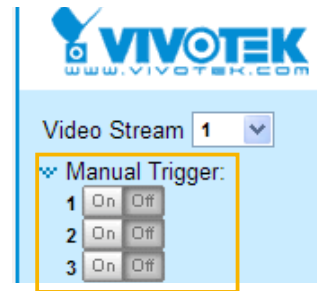 VIVOTEK
www.vivotek.com
Video Stream 1
Manual Trigger:
1 On Off
2 On Off
3 On Off